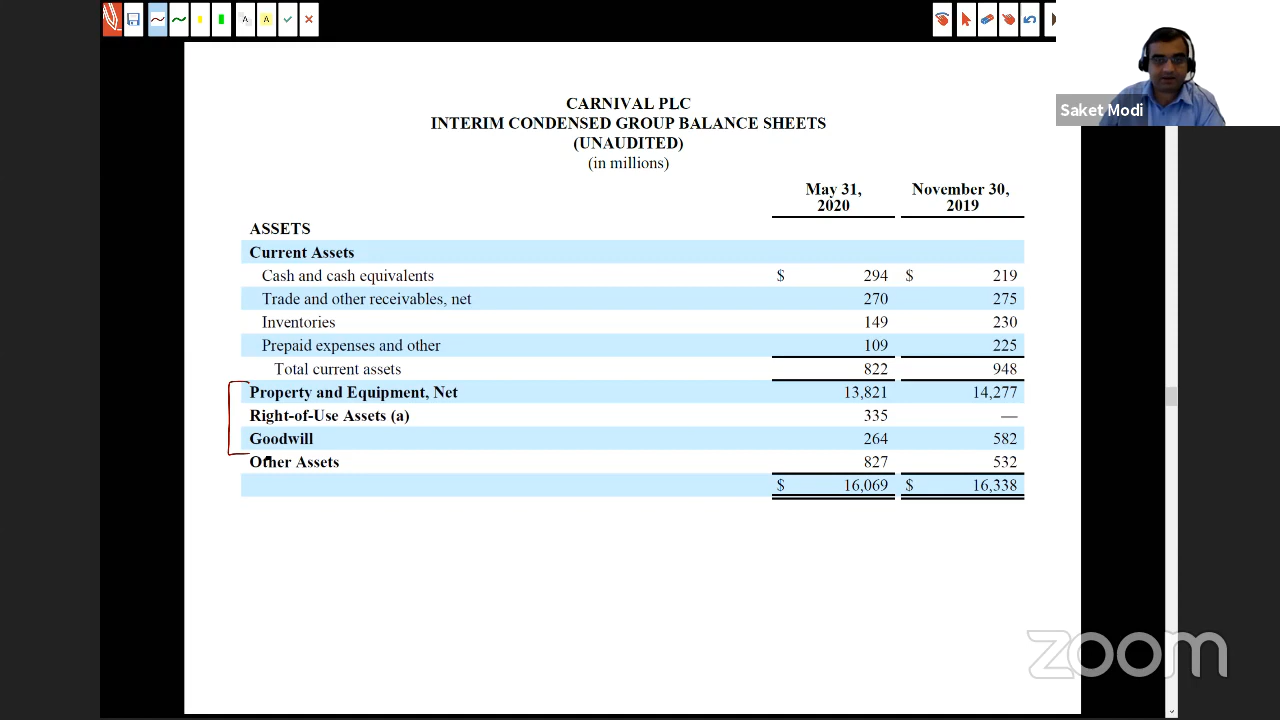 A A
Saket Modi
CARNIVAL PLC
INTERIM CONDENSED GROUP BALANCE SHEETS
(UNAUDITED)
(in millions)
May 31, November 30,
2020 2019
ASSETS
Current Assets
Cash and cash equivalents $ 294 $ 219
Trade and other receivables, net 270 275
Inventories 149 230
Prepaid expenses and other 109 225
Total current assets 822 948
Property and Equipment, Net 13,821 14,277
Right-of-Use Assets (a) 335 —
Goodwill 264 582
Other Assets 827 532
$ 16,069 $ 16,338
zoom